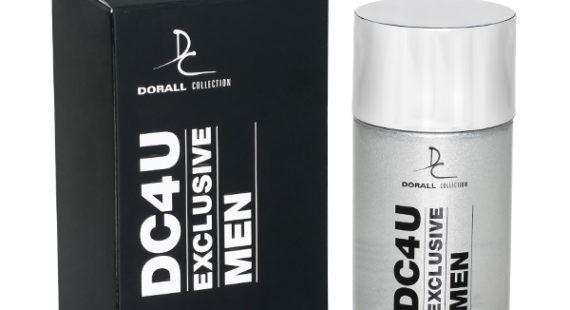 DC
DORALL COLLECTION
DC4U
EXCLUSIVE
MEN
DC
DORALL COLLECTION
DC4U
EXCLUSIVE
MEN